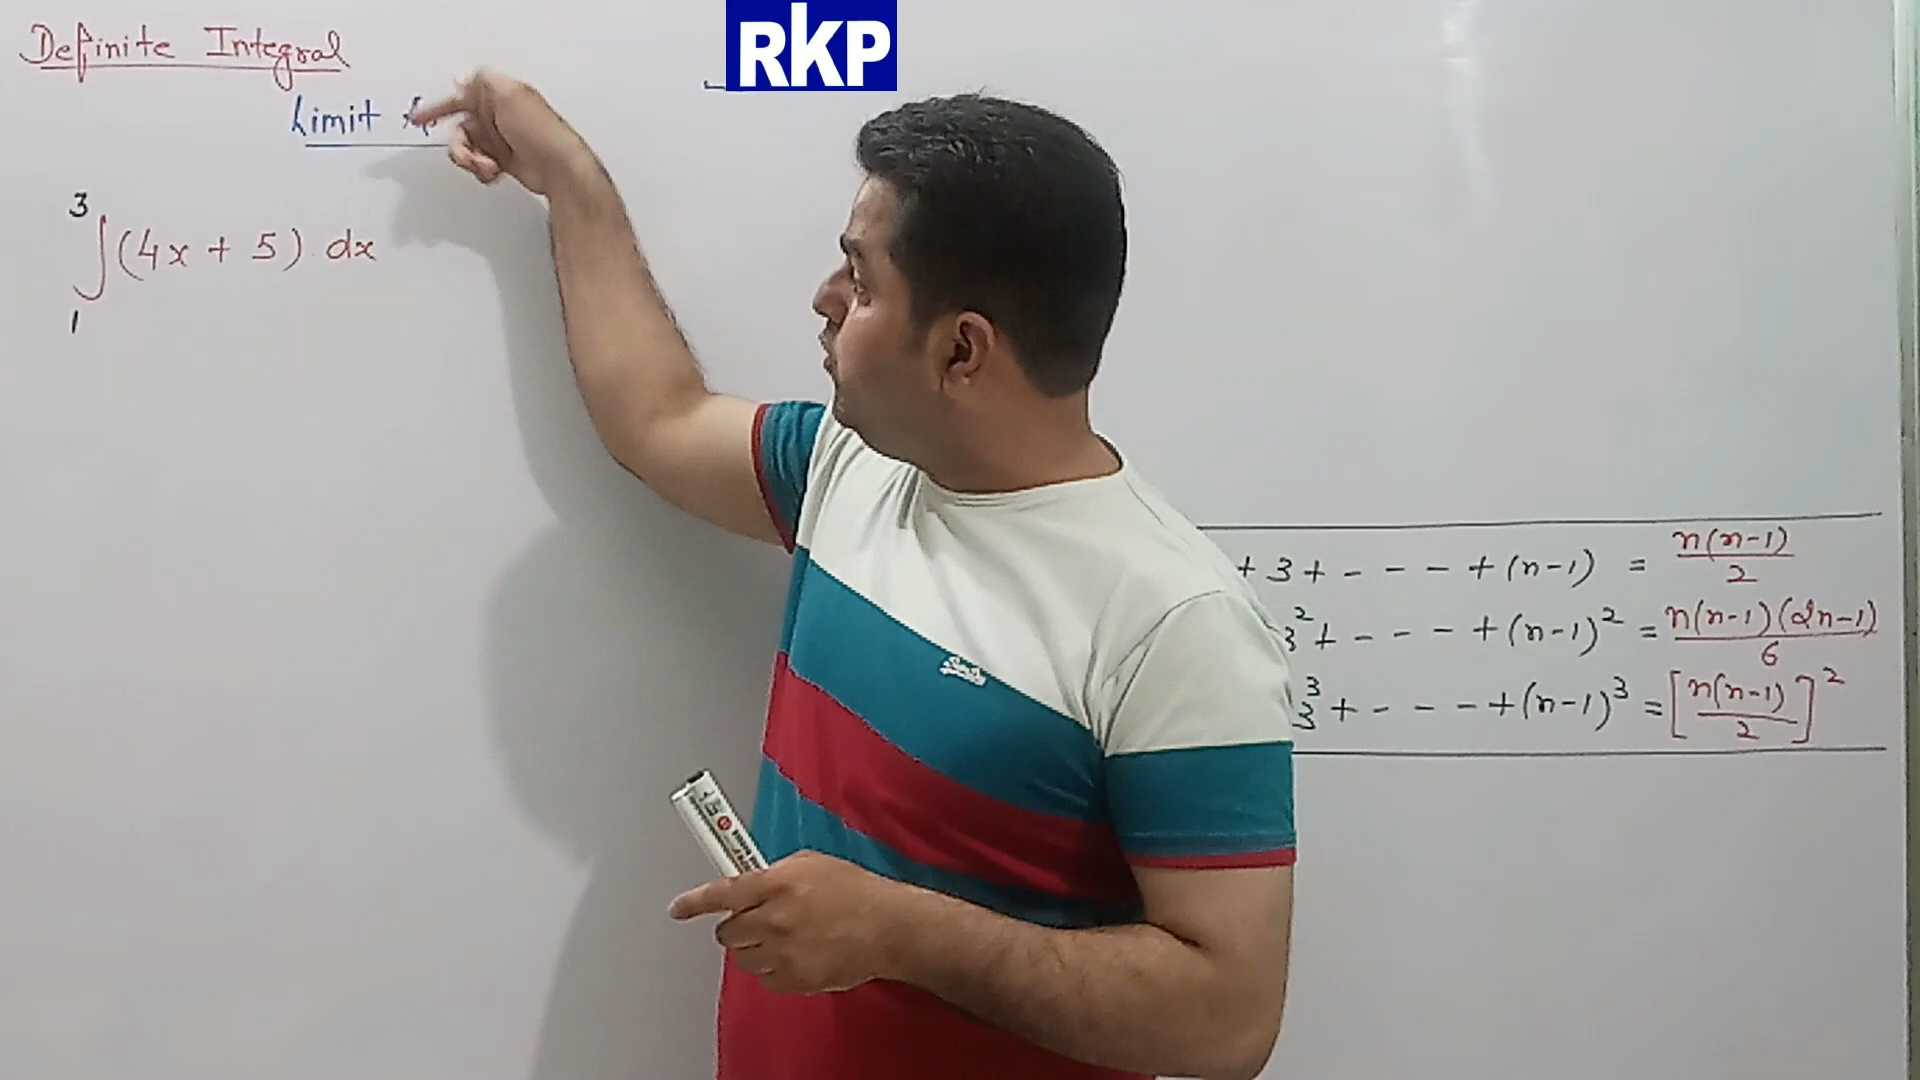 Definite Integral
RKP
Limit
3
∫(4x + 5) dx
1
+ 3 + - - - - + (n-1) = n(n-1)/2
3² + - - - - + (n-1)² = n(n-1)(2n-1)/6
3³ + - - - - + (n-1)³ = [n(n-1)/2]²